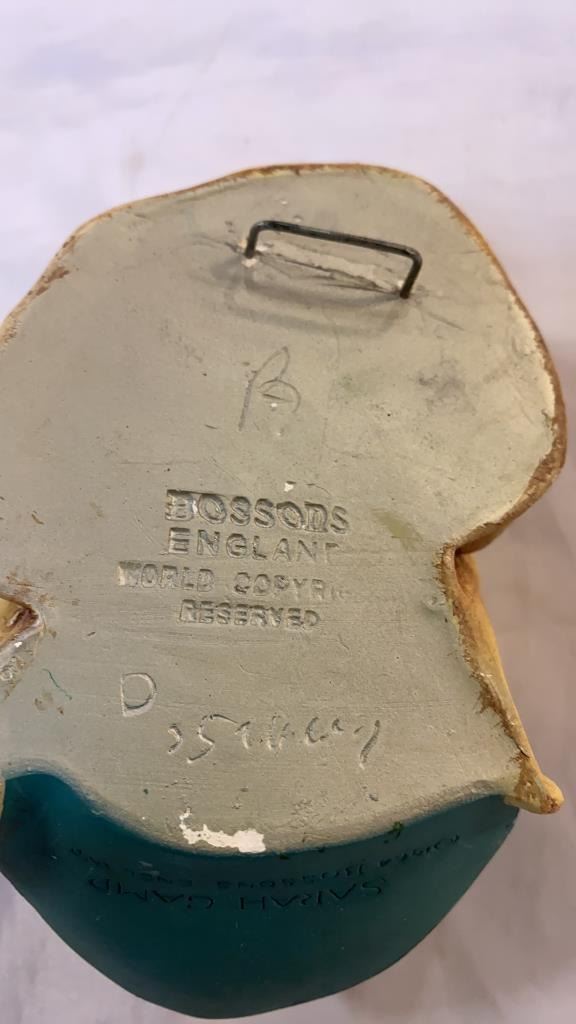 B
BOSSONS
ENGLAND
WORLD COPYRI
RESERVED
D
SARAH GAMP